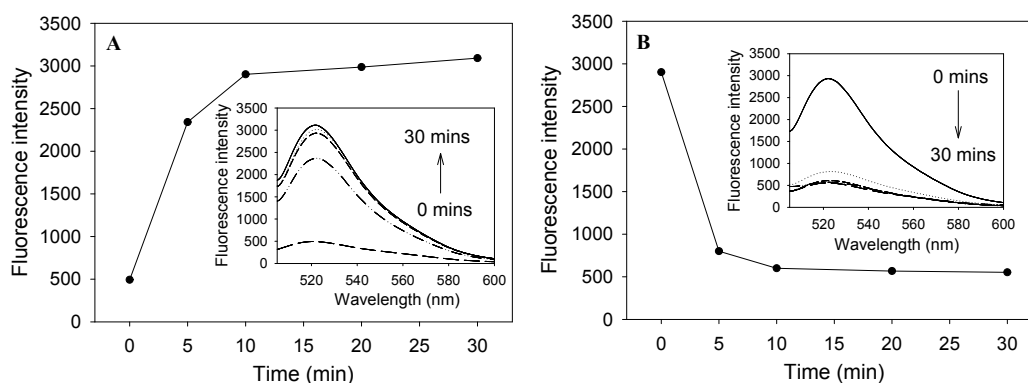 A
Fluorescence intensity
3500
3000
2500
2000
1500
1000
500
0
0 5 10 15 20 25 30
Time (min)
Fluorescence intensity
3500
3000
2500
2000
1500
1000
500
0
30 mins
0 mins
520 540 560 580 600
Wavelength (nm)
B
Fluorescence intensity
3500
3000
2500
2000
1500
1000
500
0
0 5 10 15 20 25 30
Time (min)
Fluorescence intensity
3500
3000
2500
2000
1500
1000
500
0
0 mins
30 mins
520 540 560 580 600
Wavelength (nm)